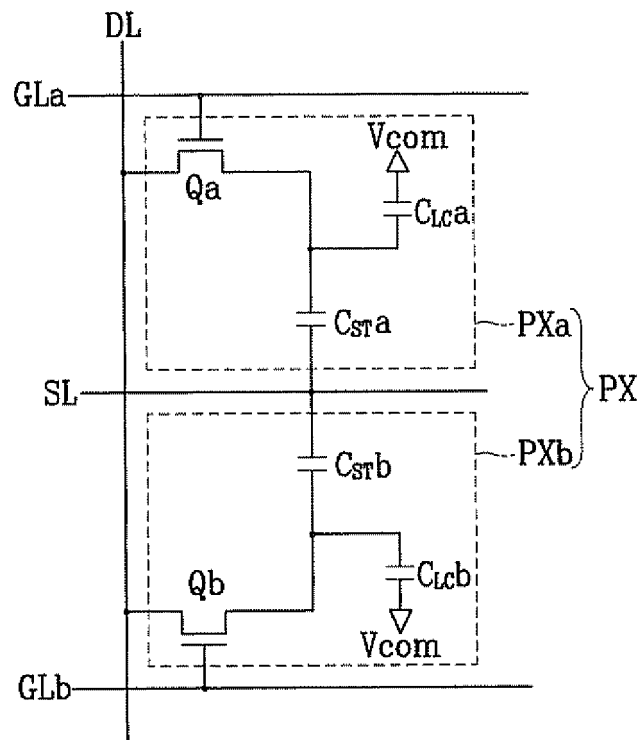 DL
GLa
Vcom
Qa
CLCa
CSTa
PXa
SL
PX
CSTb
PXb
Qb
CLCb
Vcom
GLb